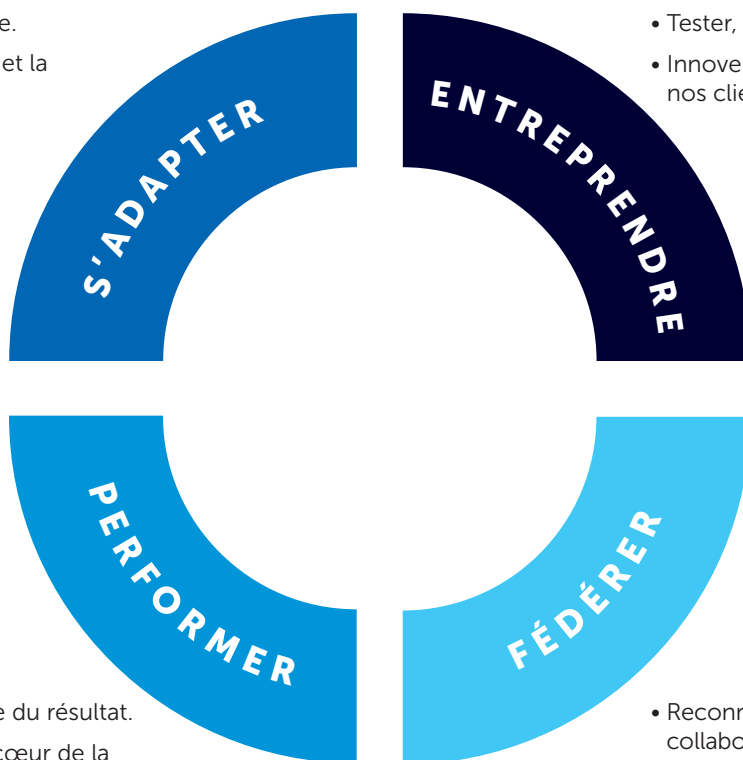 e.
et la
• Tester,
• Innove
nos clie
S'ADAPTER
ENTREPRENDRE
PERFORMER
FÉDÉRER
e du résultat.
cœur de la
• Reconn
collabo